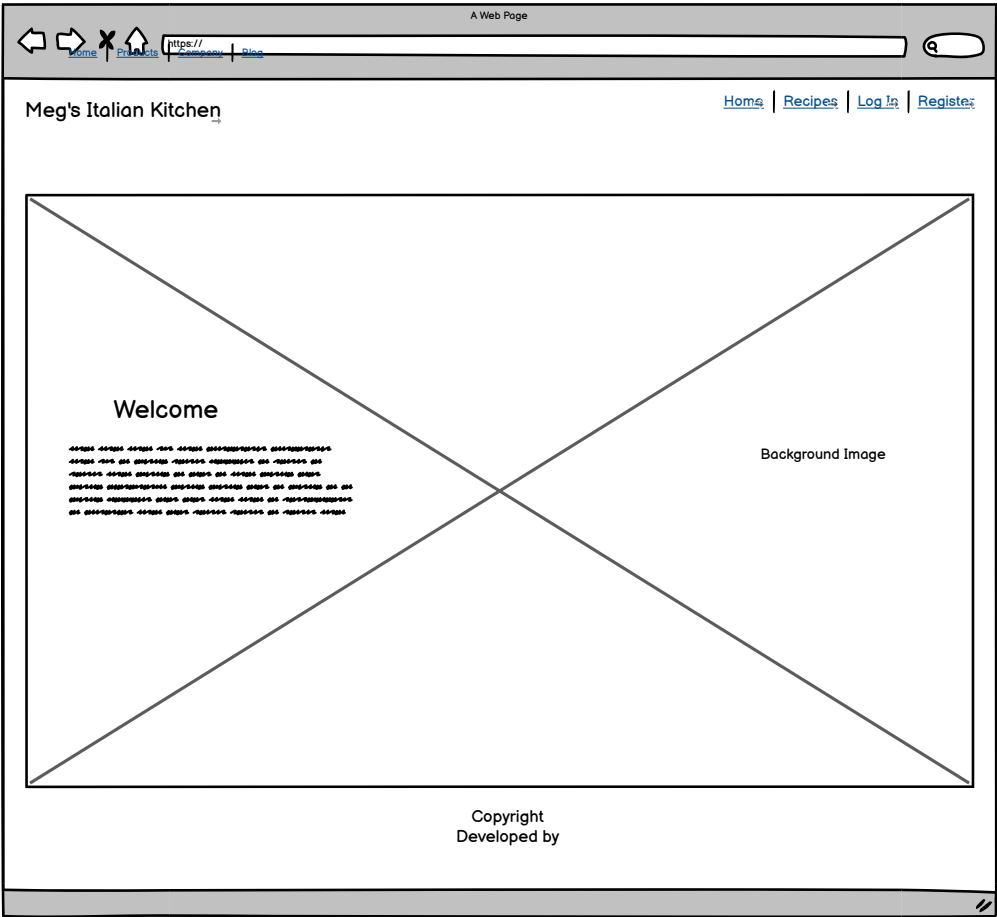 A Web Page
https://
Home Products Company Blog
Meg's Italian Kitchen
Home Recipes Log In Register
Welcome
Background Image
Copyright
Developed by